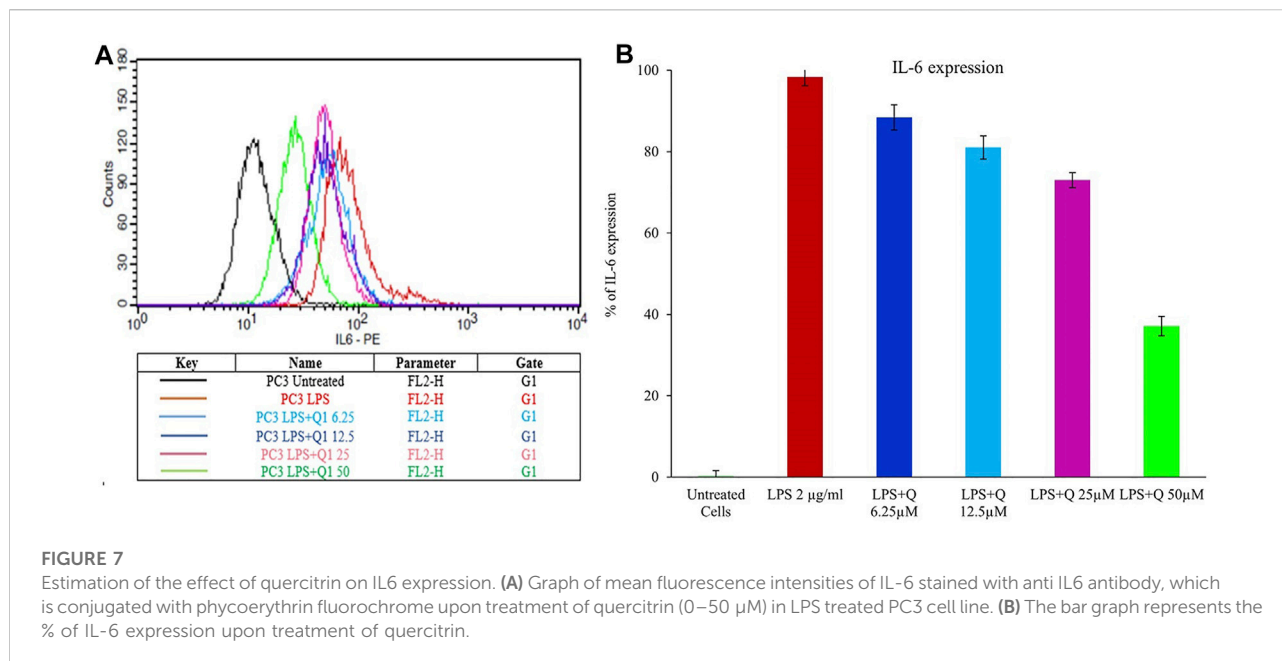 A
180
150
120
90
60
30
0
Counts
10^0 10^1 10^2 10^3 10^4
IL6 - PE
Key Name Parameter Gate
PC3 Untreated FL2-H G1
PC3 LPS FL2-H G1
PC3 LPS+Q1 6.25 FL2-H G1
PC3 LPS+Q1 12.5 FL2-H G1
PC3 LPS+Q1 25 FL2-H G1
PC3 LPS+Q1 50 FL2-H G1
B
IL-6 expression
100
80
60
40
20
0
% of IL-6 expression
Untreated Cells
LPS 2 µg/ml
LPS+Q 6.25µM
LPS+Q 12.5µM
LPS+Q 25µM
LPS+Q 50µM
FIGURE 7
Estimation of the effect of quercitrin on IL6 expression. (A) Graph of mean fluorescence intensities of IL-6 stained with anti IL6 antibody, which
is conjugated with phycoerythrin fluorochrome upon treatment of quercitrin (0–50 µM) in LPS treated PC3 cell line. (B) The bar graph represents the
% of IL-6 expression upon treatment of quercitrin.